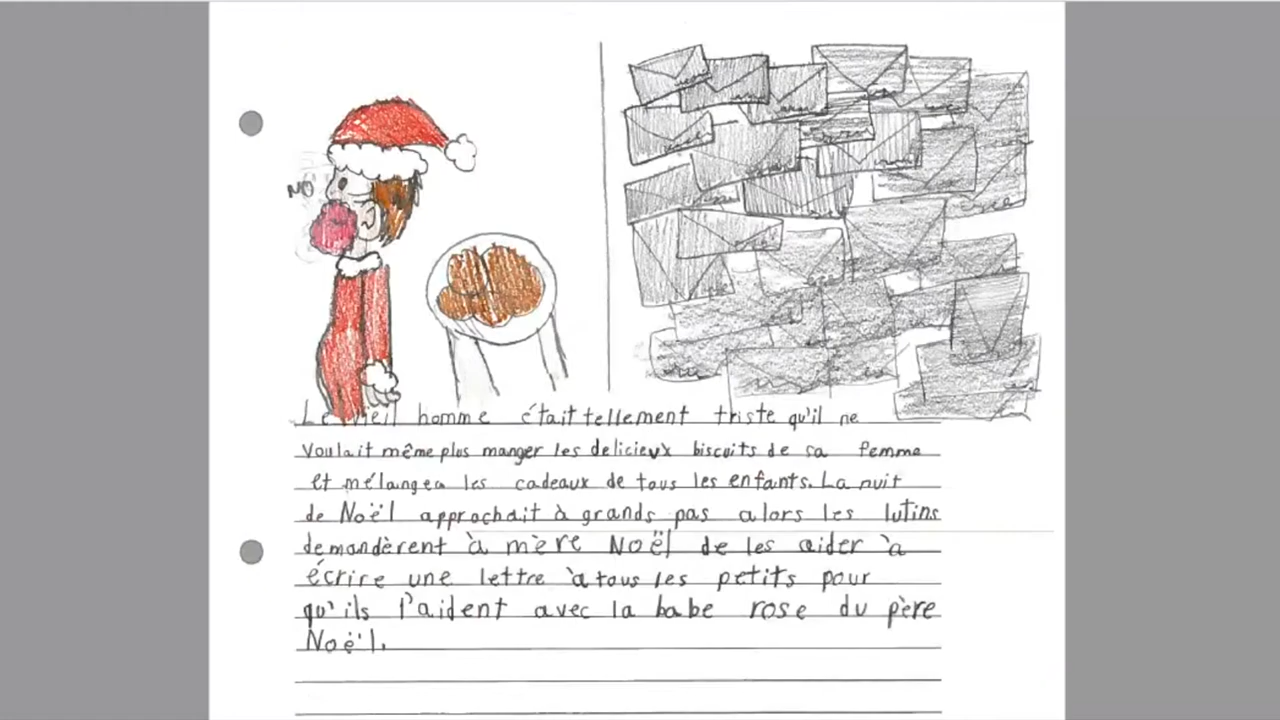 NO
Le vieil homme était tellement triste qu'il ne
voulait même plus manger les delicieux biscuits de sa femme
et mélangea les cadeaux de tous les enfants. La nuit
de Noël approchait à grands pas alors les lutins
demandèrent à mère Noël de les aider à
écrire une lettre à tous les petits pour
qu'ils l'aident avec la babe rose du père
Noël.